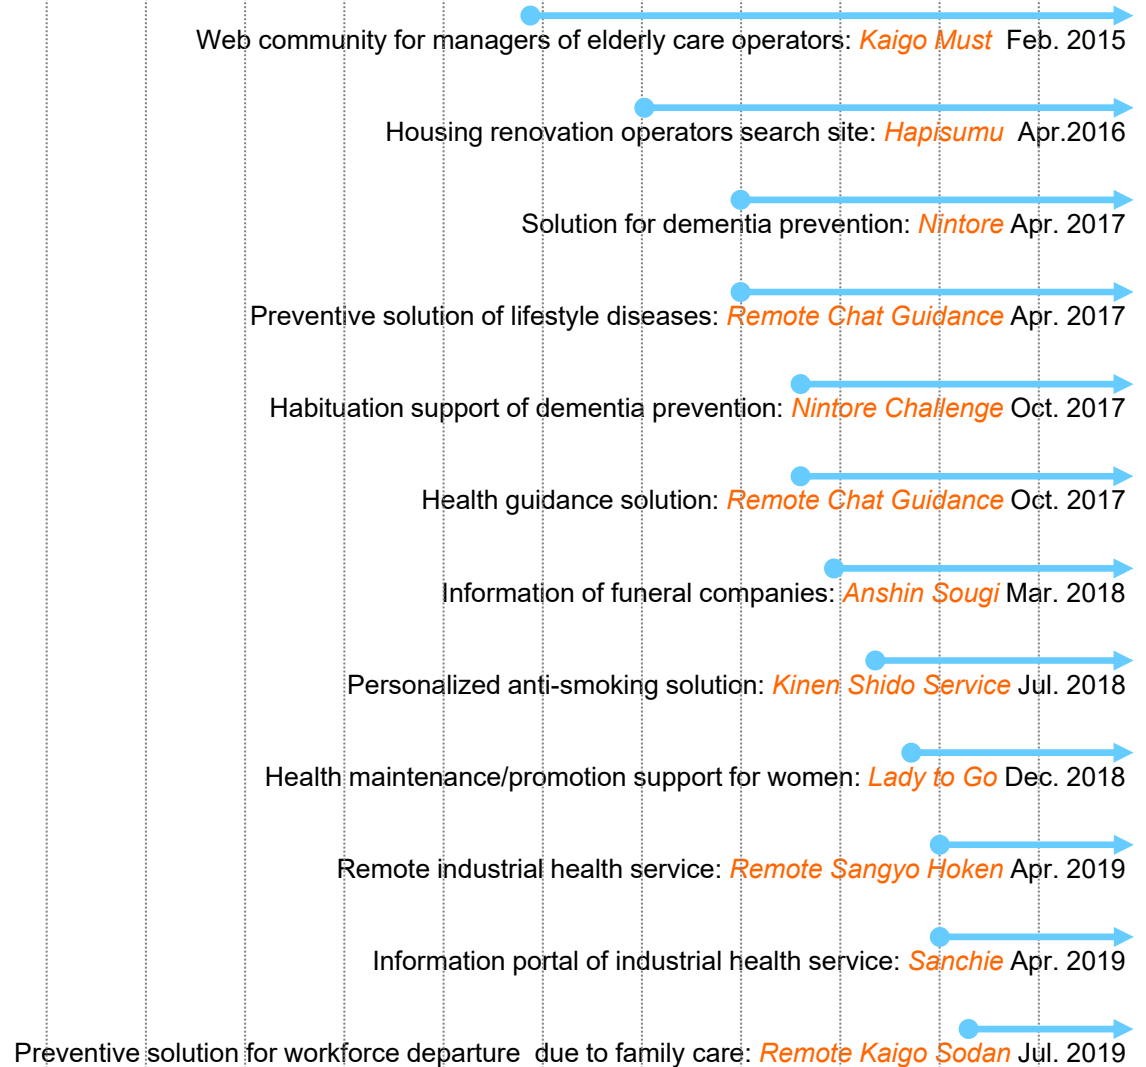 Web community for managers of elderly care operators: Kaigo Must Feb. 2015
Housing renovation operators search site: Hapisumu Apr.2016
Solution for dementia prevention: Nintore Apr. 2017
Preventive solution of lifestyle diseases: Remote Chat Guidance Apr. 2017
Habituation support of dementia prevention: Nintore Challenge Oct. 2017
Health guidance solution: Remote Chat Guidance Oct. 2017
Information of funeral companies: Anshin Sougi Mar. 2018
Personalized anti-smoking solution: Kinen Shido Service Jul. 2018
Health maintenance/promotion support for women: Lady to Go Dec. 2018
Remote industrial health service: Remote Sangyo Hoken Apr. 2019
Information portal of industrial health service: Sanchie Apr. 2019
Preventive solution for workforce departure due to family care: Remote Kaigo Sodan Jul. 2019